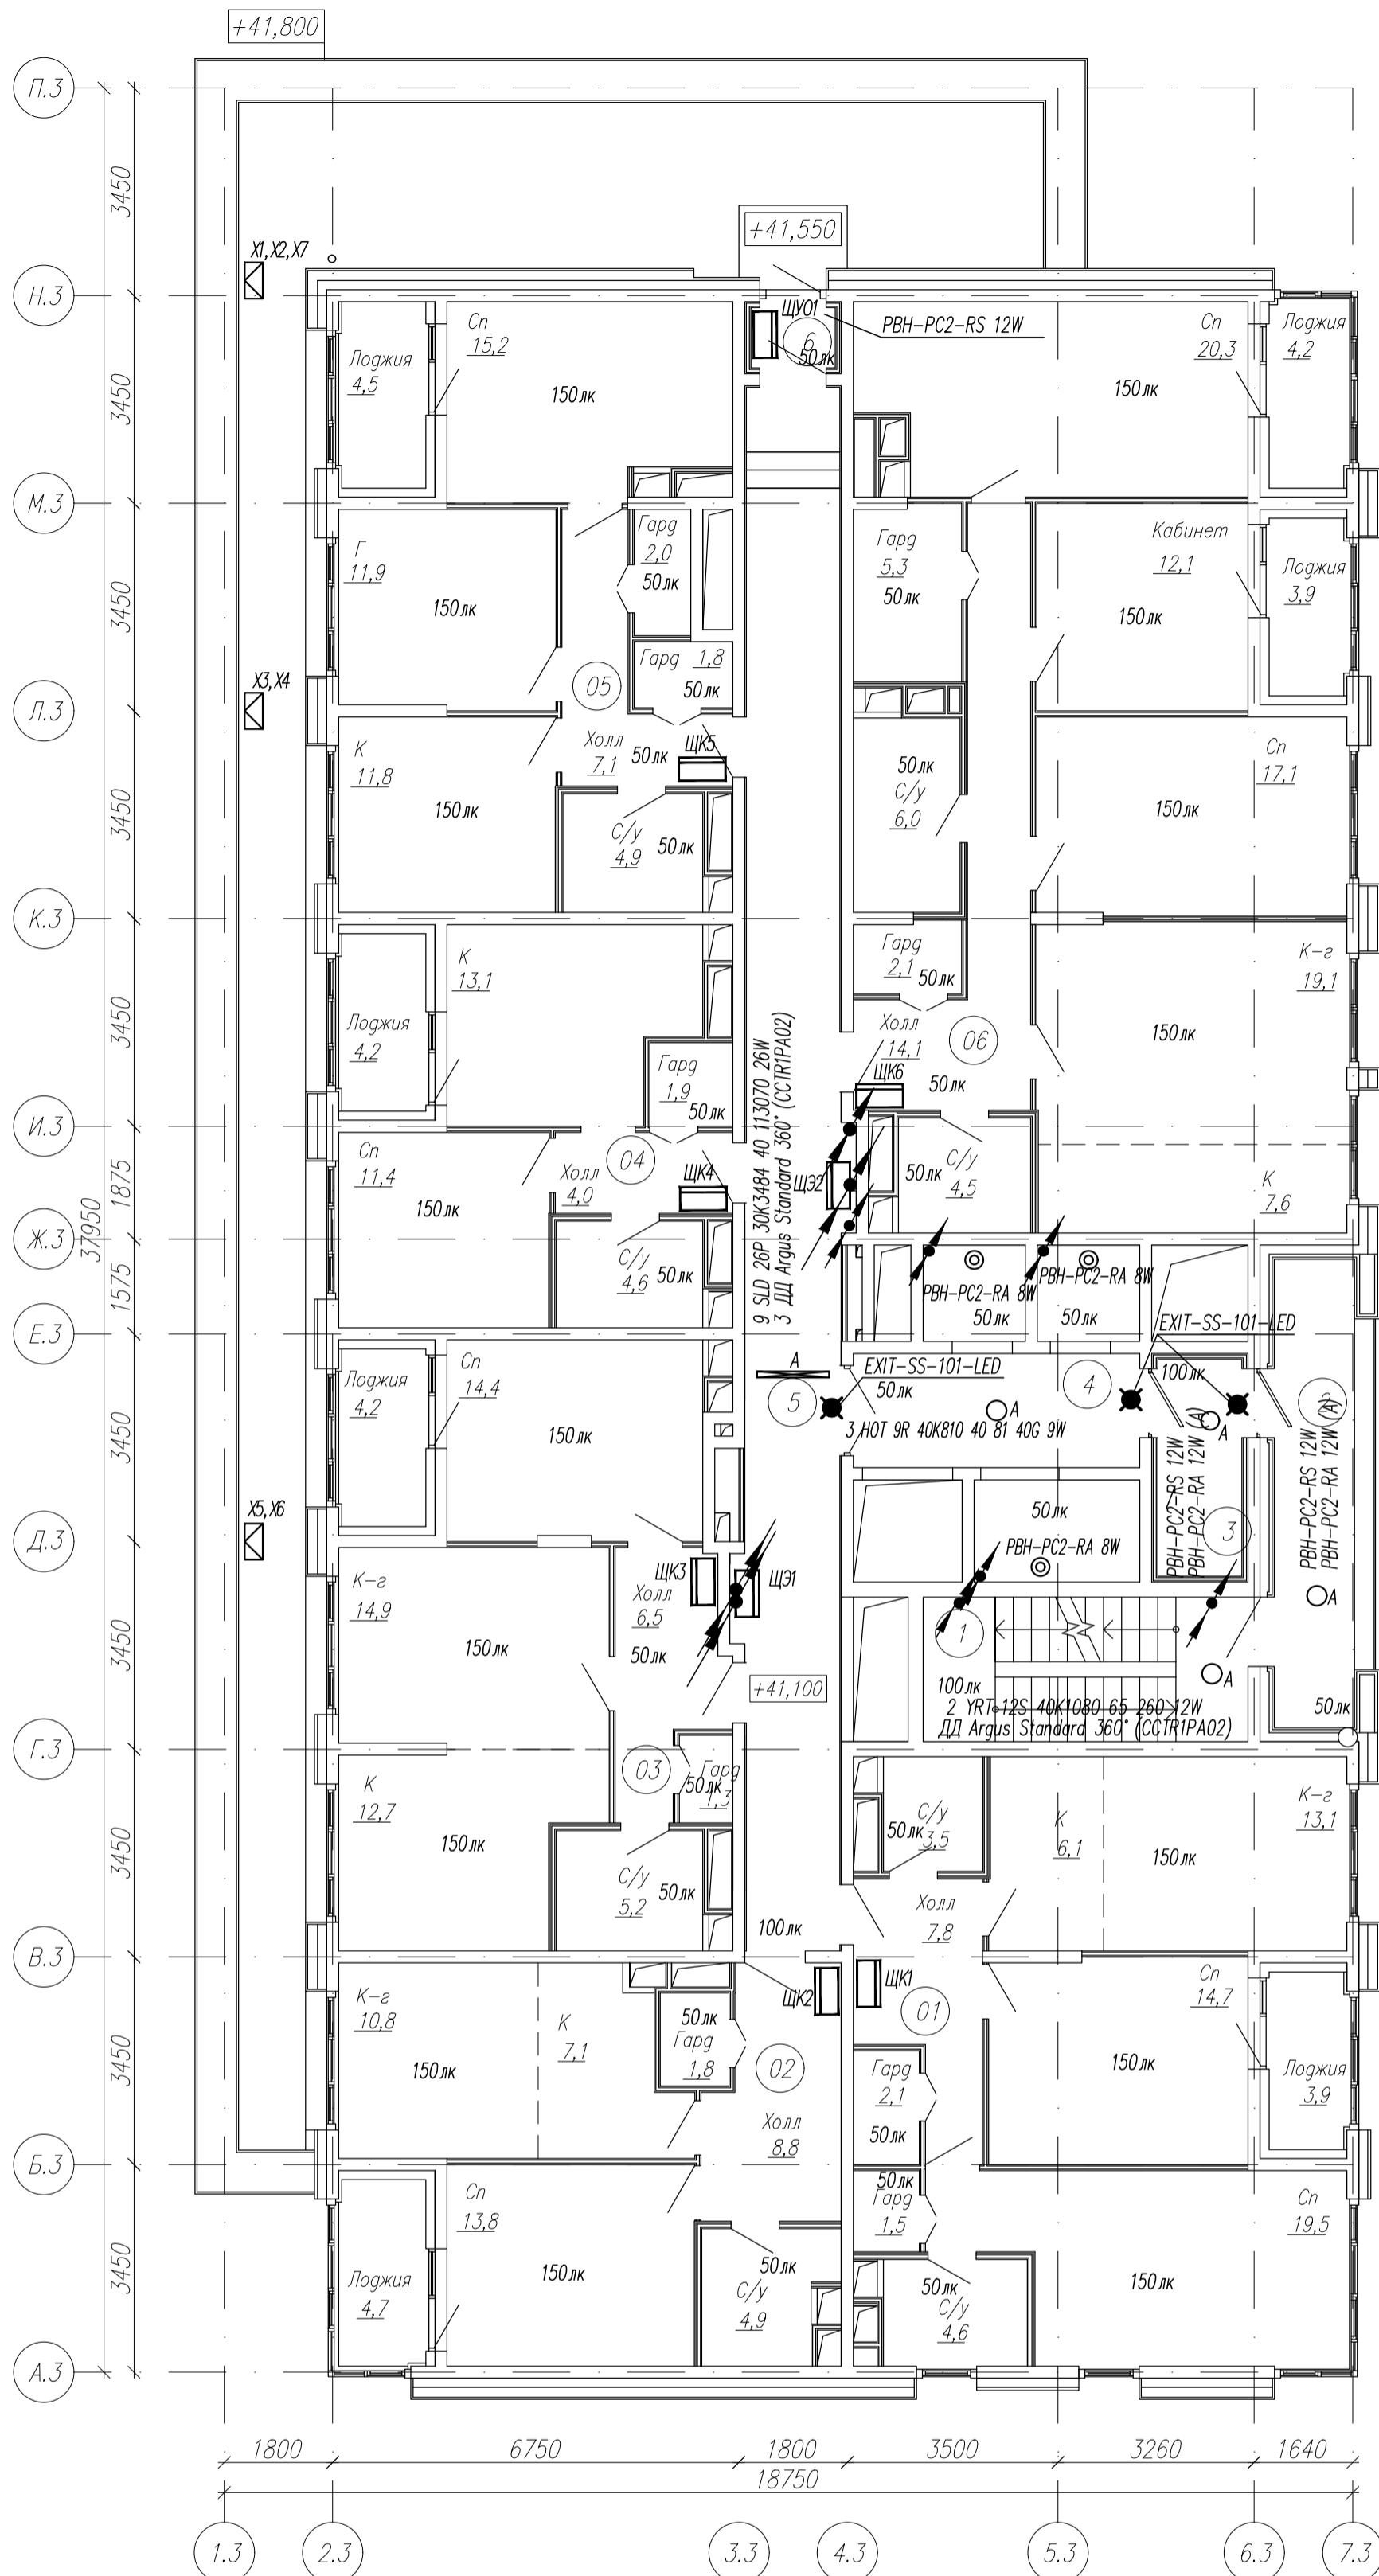 +41,800
П.3
3450
+41,550
Х1,Х2,Х7
Н.3
ЩУО1
6
50лк
РВН-РС2-RS 12W
Сп
15,2
Лоджия
4,5
150лк
Сп
20,3
Лоджия
4,2
150лк
3450
М.3
Г
11,9
150лк
Гард
2,0
50лк
Гард 1,8
50лк
05
Гард
5,3
50лк
Кабинет
12,1
150лк
Лоджия
3,9
3450
Х3,Х4
Л.3
К
11,8
150лк
Холл
7,1
50лк
ЩК5
С/у
4,9
50лк
50лк
С/у
6,0
Сп
17,1
150лк
3450
К.3
К
13,1
Лоджия
4,2
Гард
1,9
50лк
Гард
2,1
50лк
Холл
14,1
06
50лк
ЩК6
К-г
19,1
150лк
3450
9 SLD 26P 30K3484 40 113070 26W
3 ДД Argus Standard 360° (CCTR1PA02)
И.3
Сп
11,4
150лк
Холл
4,0
04
ЩК4
С/у
4,6
50лк
ЩЭ2
50лк
С/у
4,5
К
7,6
1875
37950
Ж.3
1575
РВН-РС2-RA 8W
50лк
РВН-РС2-RA 8W
50лк
Е.3
EXIT-SS-101-LED
Сп
14,4
Лоджия
4,2
150лк
А
5
EXIT-SS-101-LED
50лк
А
3 HOT 9R 40K810 40 81 40G 9W
4
100лк
А
2
РВН-РС2-RS 12W
РВН-РС2-RA 12W (A)
3
РВН-РС2-RS 12W
РВН-РС2-RA 12W (A)
А
3450
Х5,Х6
Д.3
К-г
14,9
150лк
ЩК3
Холл
6,5
50лк
ЩЭ1
50лк
РВН-РС2-RA 8W
1
100лк
А
2 YRT 12S 40K1080 65 260 12W
ДД Argus Standard 360° (CCTR1PA02)
50лк
+41,100
3450
Г.3
К
12,7
150лк
03
Гард
1,3
50лк
С/у
5,2
50лк
100лк
С/у
3,5
50лк
К
6,1
К-г
13,1
150лк
Холл
7,8
3450
В.3
К-г
10,8
150лк
К
7,1
50лк
Гард
1,8
02
ЩК2
Холл
8,8
ЩК1
01
Гард
2,1
50лк
Сп
14,7
150лк
Лоджия
3,9
3450
Б.3
Сп
13,8
Лоджия
4,7
150лк
50лк
С/у
4,9
50лк
Гард
1,5
50лк
С/у
4,6
Сп
19,5
150лк
3450
А.3
1800 6750 1800 3500 3260 1640
18750
1.3 2.3 3.3 4.3 5.3 6.3 7.3